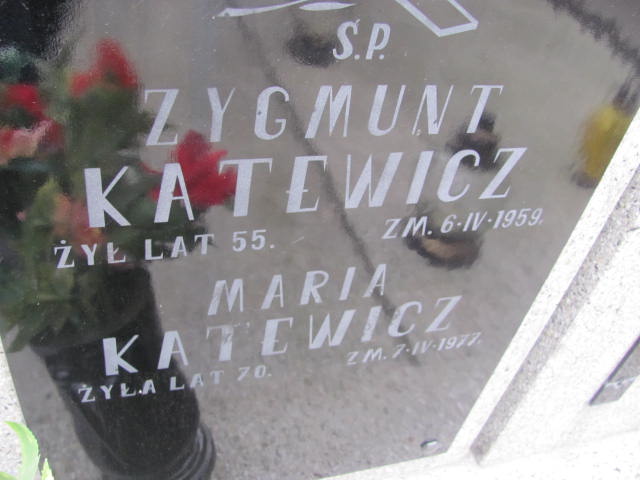 Ś.P.
ZYGMUNT
KATEWICZ
ŻYŁ LAT 55. ZM. 6·IV·1959.
MARIA
KATEWICZ
ŻYŁA LAT 70. ZM. 7·IV·1977.